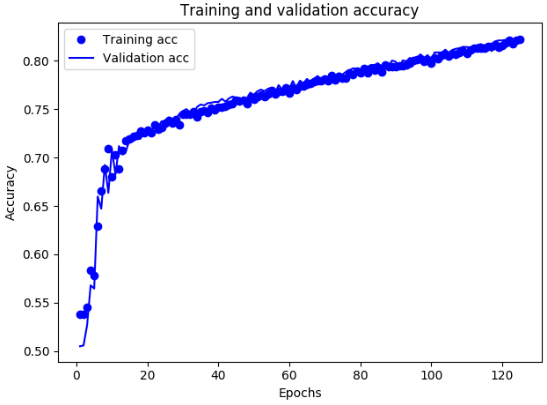 Training and validation accuracy
Training acc
Validation acc
Accuracy
0.80
0.75
0.70
0.65
0.60
0.55
0.50
0 20 40 60 80 100 120
Epochs